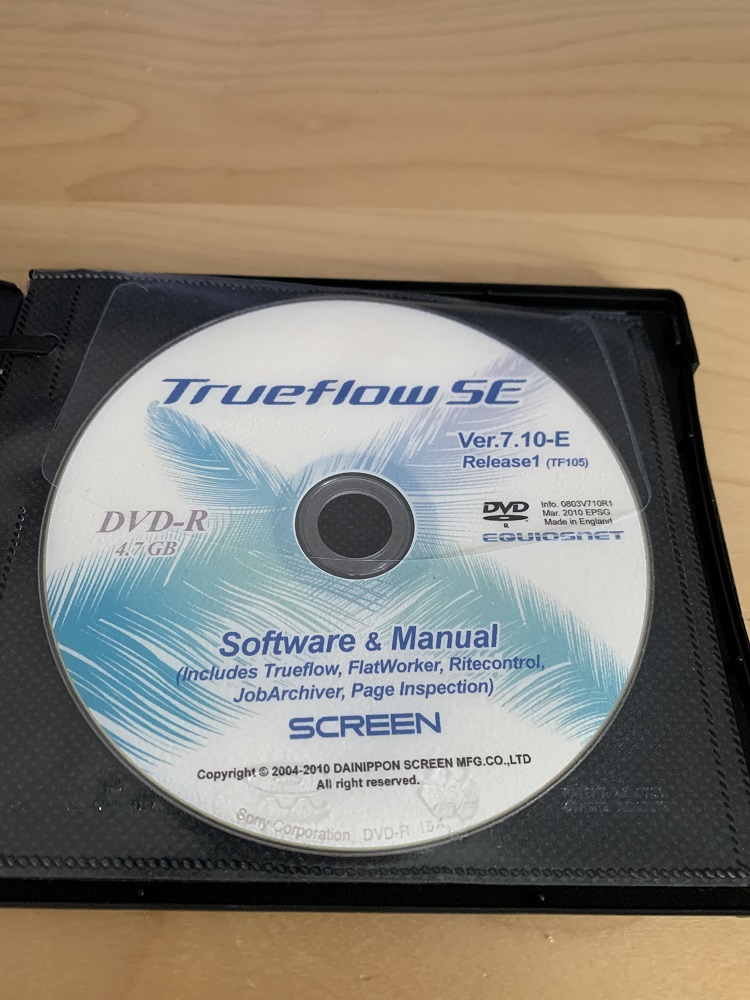 Trueflow SE
Ver.7.10-E
Release1 (TF105)
DVD-R
4.7 GB
DVD
R
Info. 0803V710R1
Mar. 2010 EPSG
Made in England
EQUIOSNET
Software & Manual
(Includes Trueflow, FlatWorker, Ritecontrol,
JobArchiver, Page Inspection)
SCREEN
Copyright © 2004-2010 DAINIPPON SCREEN MFG.CO.,LTD
All right reserved.
Sony Corporation DVD-R